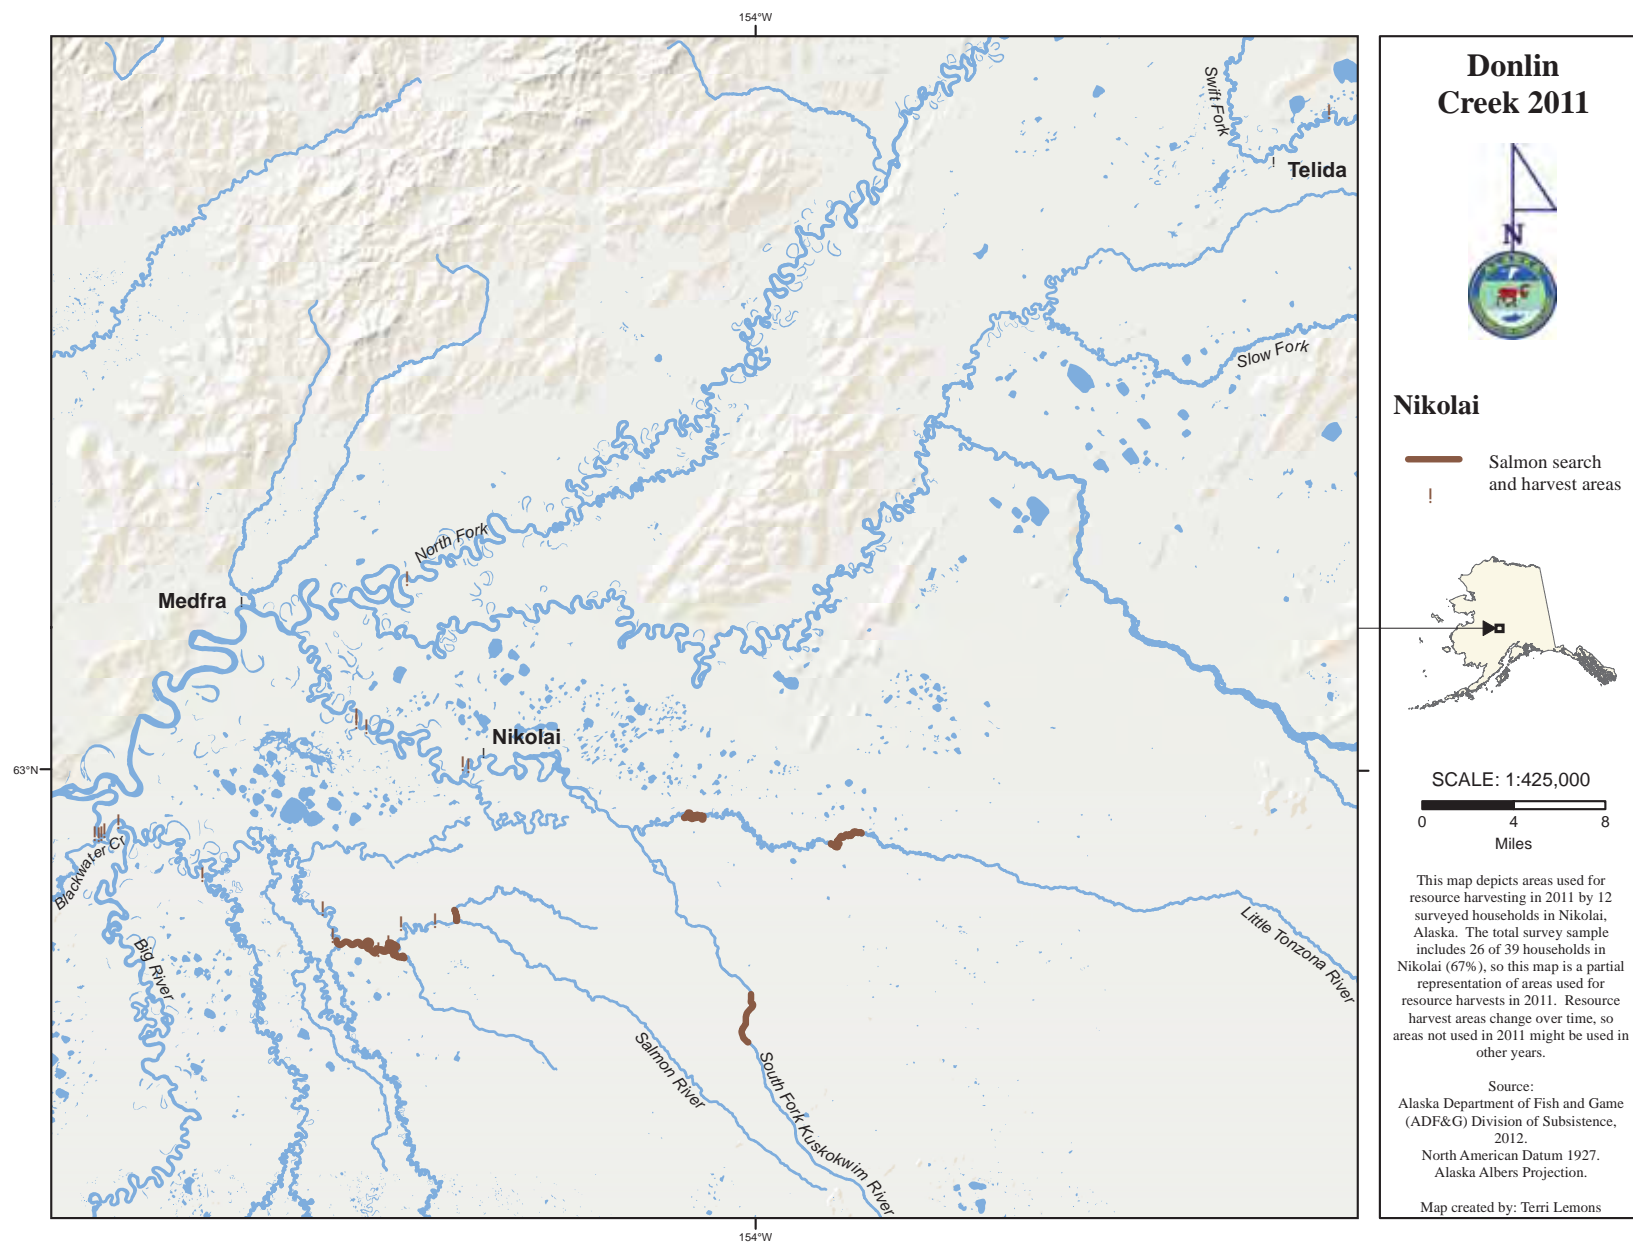 154°W
Swift Fork
Telida
Slow Fork
North Fork
Medfra
Nikolai
63°N
Blackwater Cr
Big River
Little Tonzona River
Salmon River
South Fork Kuskokwim River
154°W
Donlin
Creek 2011
N
Nikolai
Salmon search
and harvest areas
SCALE: 1:425,000
0 4 8
Miles
This map depicts areas used for
resource harvesting in 2011 by 12
surveyed households in Nikolai,
Alaska. The total survey sample
includes 26 of 39 households in
Nikolai (67%), so this map is a partial
representation of areas used for
resource harvests in 2011. Resource
harvest areas change over time, so
areas not used in 2011 might be used in
other years.
Source:
Alaska Department of Fish and Game
(ADF&G) Division of Subsistence,
2012.
North American Datum 1927.
Alaska Albers Projection.
Map created by: Terri Lemons